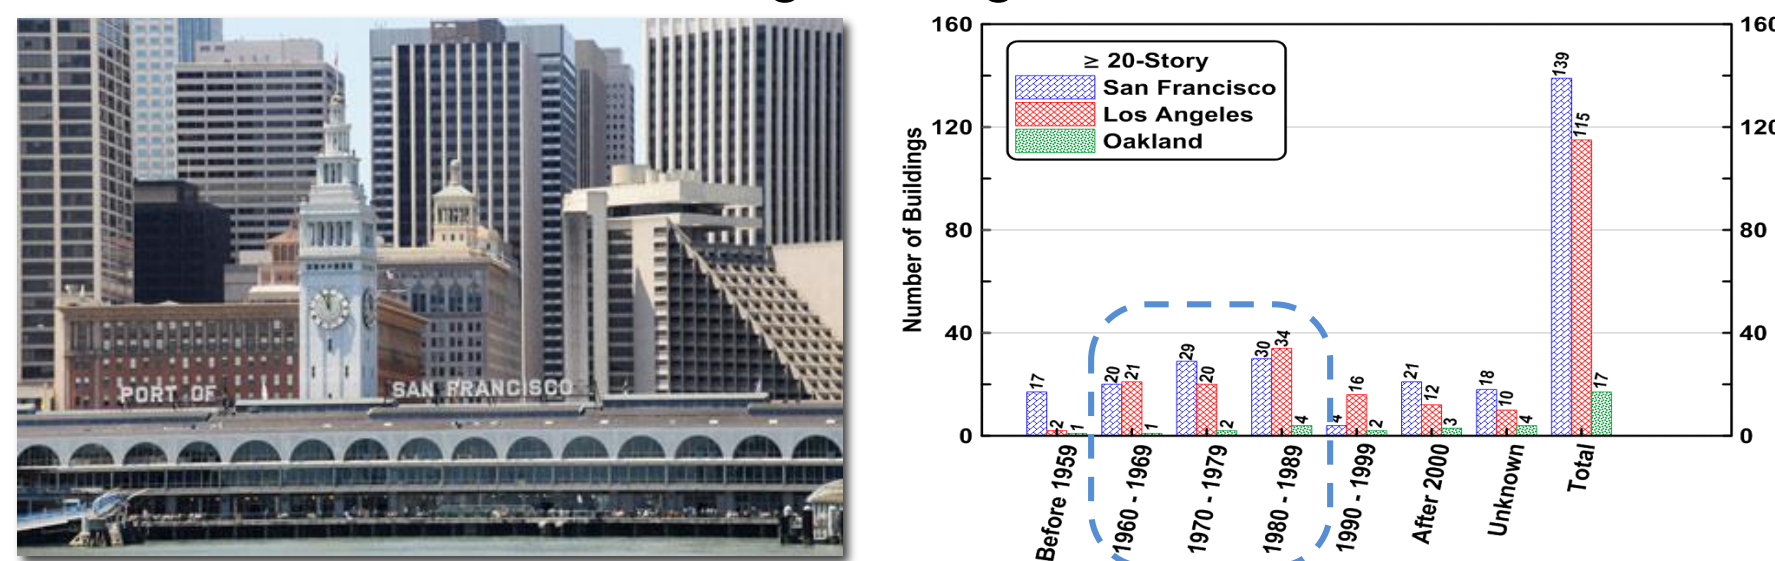 PORT OF SAN FRANCISCO
≥ 20-Story
San Francisco
Los Angeles
Oakland
Number of Buildings
160
120
80
40
0
160
120
80
40
0
17 2 1
20 21 1
29 20 2
30 34 4
4 16 2
21 12 3
18 10 4
139 115 17
Before 1959
1960 - 1969
1970 - 1979
1980 - 1989
1990 - 1999
After 2000
Unknown
Total